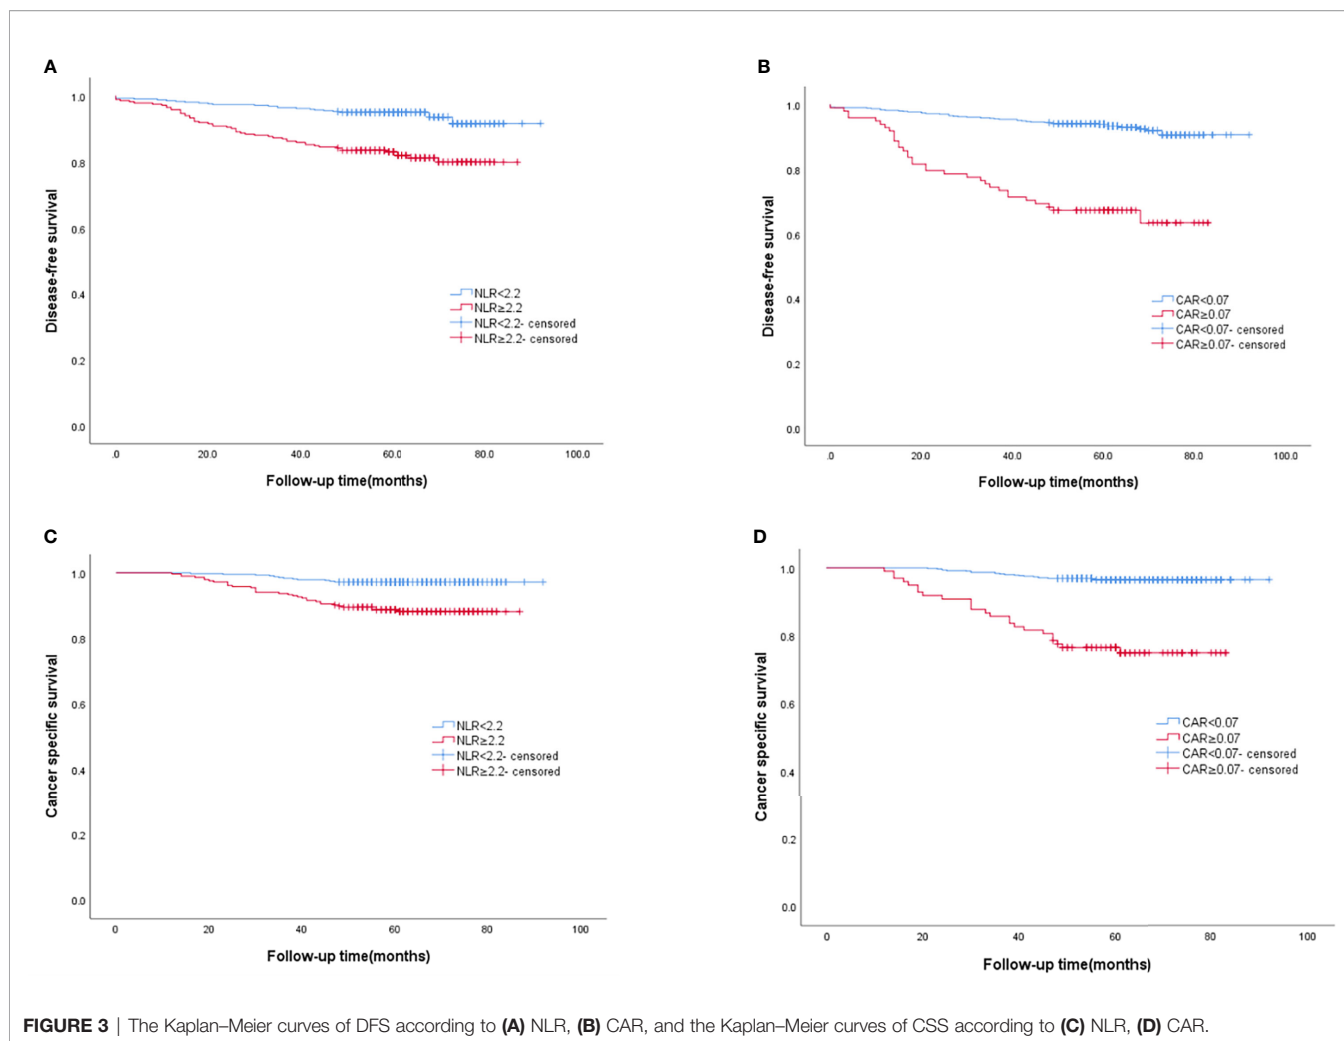 A
1.0
0.8
0.6
0.4
0.2
0.0
Disease-free survival
NLR<2.2
NLR≥2.2
NLR<2.2- censored
NLR≥2.2- censored
.0 20.0 40.0 60.0 80.0 100.0
Follow-up time(months)
B
1.0
0.8
0.6
0.4
0.2
0.0
Disease-free survival
CAR<0.07
CAR≥0.07
CAR<0.07- censored
CAR≥0.07- censored
.0 20.0 40.0 60.0 80.0 100.0
Follow-up time(months)
C
1.0
0.8
0.6
0.4
0.2
0.0
Cancer specific survival
NLR<2.2
NLR≥2.2
NLR<2.2- censored
NLR≥2.2- censored
0 20 40 60 80 100
Follow-up time(months)
D
1.0
0.8
0.6
0.4
0.2
0.0
Cancer specific survival
CAR<0.07
CAR≥0.07
CAR<0.07- censored
CAR≥0.07- censored
0 20 40 60 80 100
Follow-up time(months)
FIGURE 3 | The Kaplan–Meier curves of DFS according to (A) NLR, (B) CAR, and the Kaplan–Meier curves of CSS according to (C) NLR, (D) CAR.